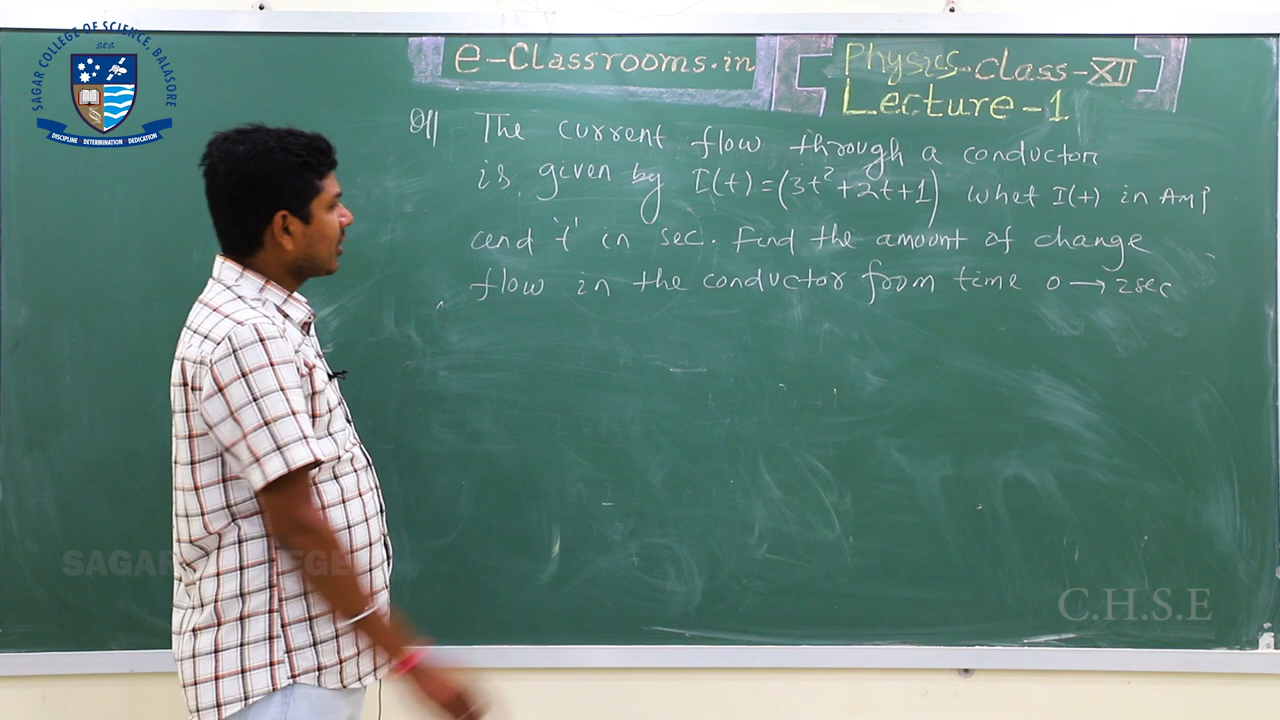 SAGAR COLLEGE OF SCIENCE, BALASORE
SCS
DISCIPLINE DETERMINATION DEDICATION
e-Classrooms.in
Physics-Class-XII
Lecture-1
Q1] The current flow through a conductor
is given by I(t)=(3t²+2t+1) Whet I(t) in Amp
and 't' in sec. Find the amount of change
flow in the conductor from time 0→2sec
SAGAR COLLEGE
C.H.S.E